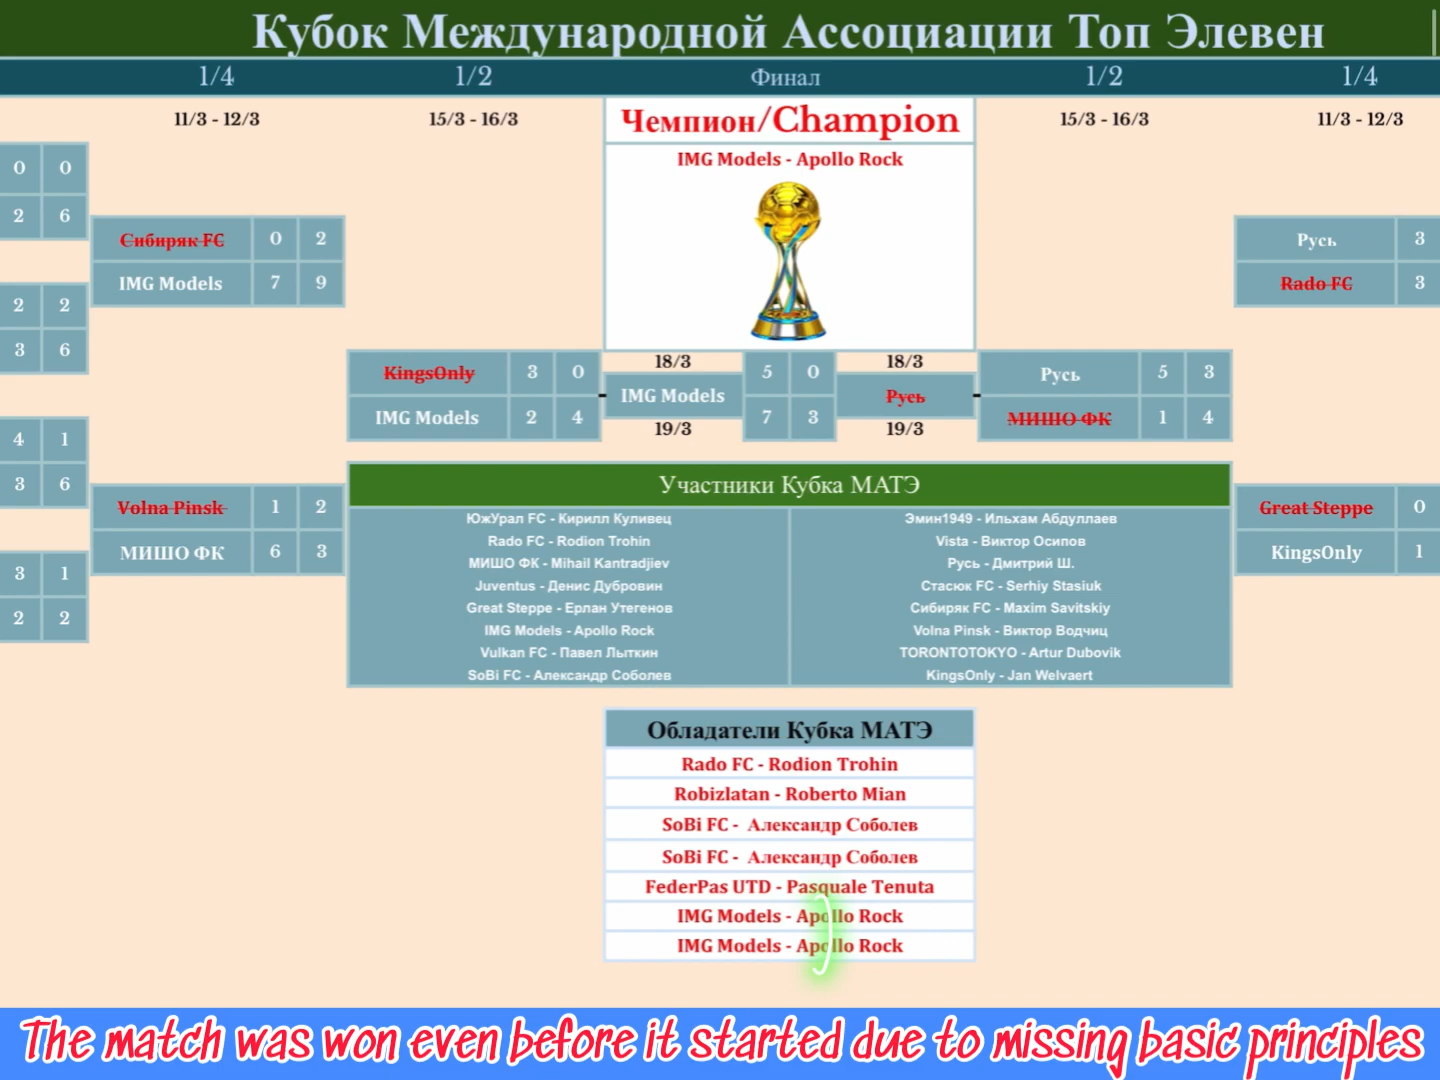 Кубок Международной Ассоциации Топ Элевен
1/4 1/2 Финал 1/2 1/4
11/3 - 12/3 15/3 - 16/3 Чемпион/Champion 15/3 - 16/3 11/3 - 12/3
IMG Models - Apollo Rock
0 0
2 6
Сибиряк FC 0 2
IMG Models 7 9
Русь 3
Rado FC 3
2 2
3 6
KingsOnly 3 0
IMG Models 2 4
18/3
IMG Models
19/3
5 0
7 3
18/3
Русь
19/3
Русь 5 3
МИШО ФК 1 4
4 1
3 6
Volna Pinsk 1 2
МИШО ФК 6 3
Great Steppe 0
KingsOnly 1
3 1
2 2
Участники Кубка МАТЭ
ЮжУрал FC - Кирилл Куливец Эмин1949 - Ильхам Абдуллаев
Rado FC - Rodion Trohin Vista - Виктор Осипов
МИШО ФК - Mihail Kantradjiev Русь - Дмитрий Ш.
Juventus - Денис Дубровин Стасюк FC - Serhiy Stasiuk
Great Steppe - Ерлан Утегенов Сибиряк FC - Maxim Savitskiy
IMG Models - Apollo Rock Volna Pinsk - Виктор Водчиц
Vulkan FC - Павел Лыткин TORONTOTOKYO - Artur Dubovik
SoBi FC - Александр Соболев KingsOnly - Jan Welvaert
Обладатели Кубка МАТЭ
Rado FC - Rodion Trohin
Robizlatan - Roberto Mian
SoBi FC - Александр Соболев
SoBi FC - Александр Соболев
FederPas UTD - Pasquale Tenuta
IMG Models - Apollo Rock
IMG Models - Apollo Rock
The match was won even before it started due to missing basic principles